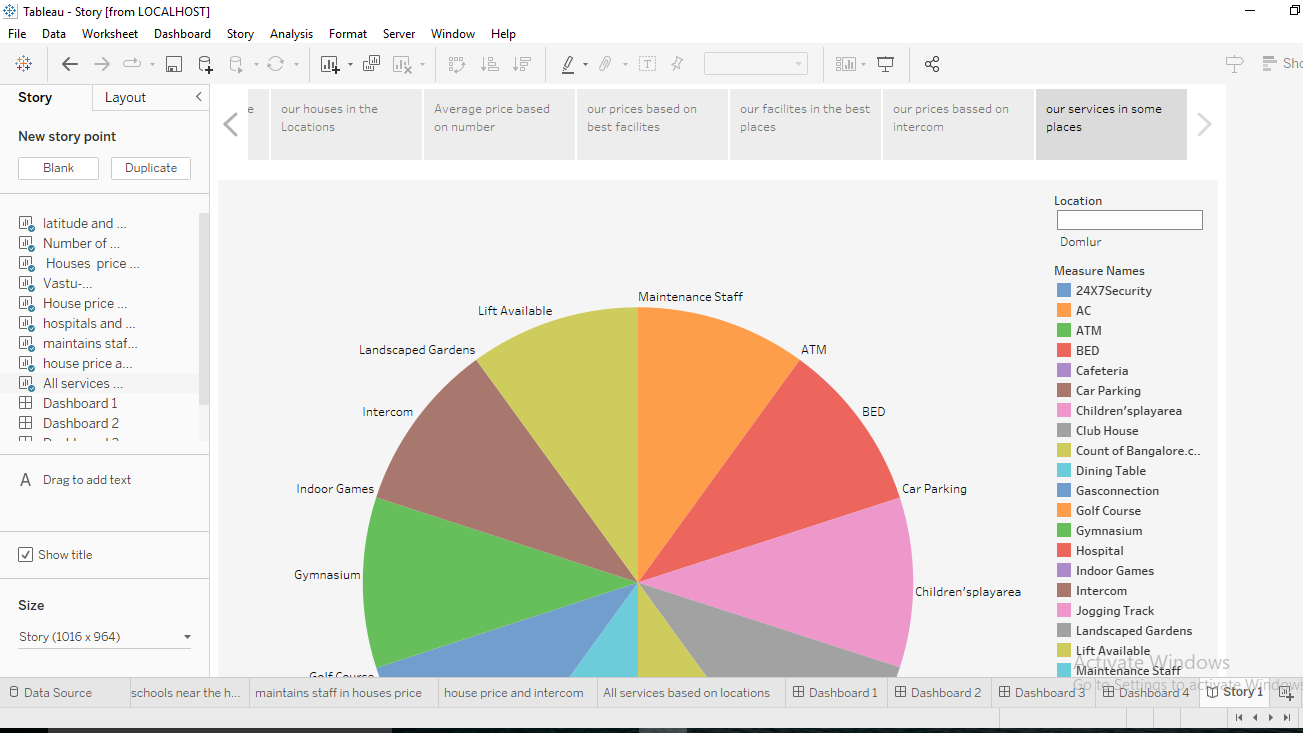 Tableau - Story [from LOCALHOST]
File Data Worksheet Dashboard Story Analysis Format Server Window Help
Story
Layout
New story point
Blank
Duplicate
latitude and ...
Number of ...
Houses price ...
Vastu-...
House price ...
hospitals and ...
maintains staf...
house price a...
All services ...
Dashboard 1
Dashboard 2
A Drag to add text
Show title
Size
Story (1016 x 964)
e
our houses in the
Locations
Average price based
on number
our prices based on
best facilites
our facilites in the best
places
our prices bassed on
intercom
our services in some
places
Sho
Maintenance Staff
Lift Available
Landscaped Gardens
ATM
Intercom
BED
Indoor Games
Car Parking
Gymnasium
Children'splayarea
Golf Course
Location
Domlur
Measure Names
24X7Security
AC
ATM
BED
Cafeteria
Car Parking
Children'splayarea
Club House
Count of Bangalore.c..
Dining Table
Gasconnection
Golf Course
Gymnasium
Hospital
Indoor Games
Intercom
Jogging Track
Landscaped Gardens
Lift Available
Maintenance Staff
Activate Windows
Go to Settings to activate Windows
Data Source
schools near the h...
maintains staff in houses price
house price and intercom
All services based on locations
Dashboard 1
Dashboard 2
Dashboard 3
Dashboard 4
Story 1